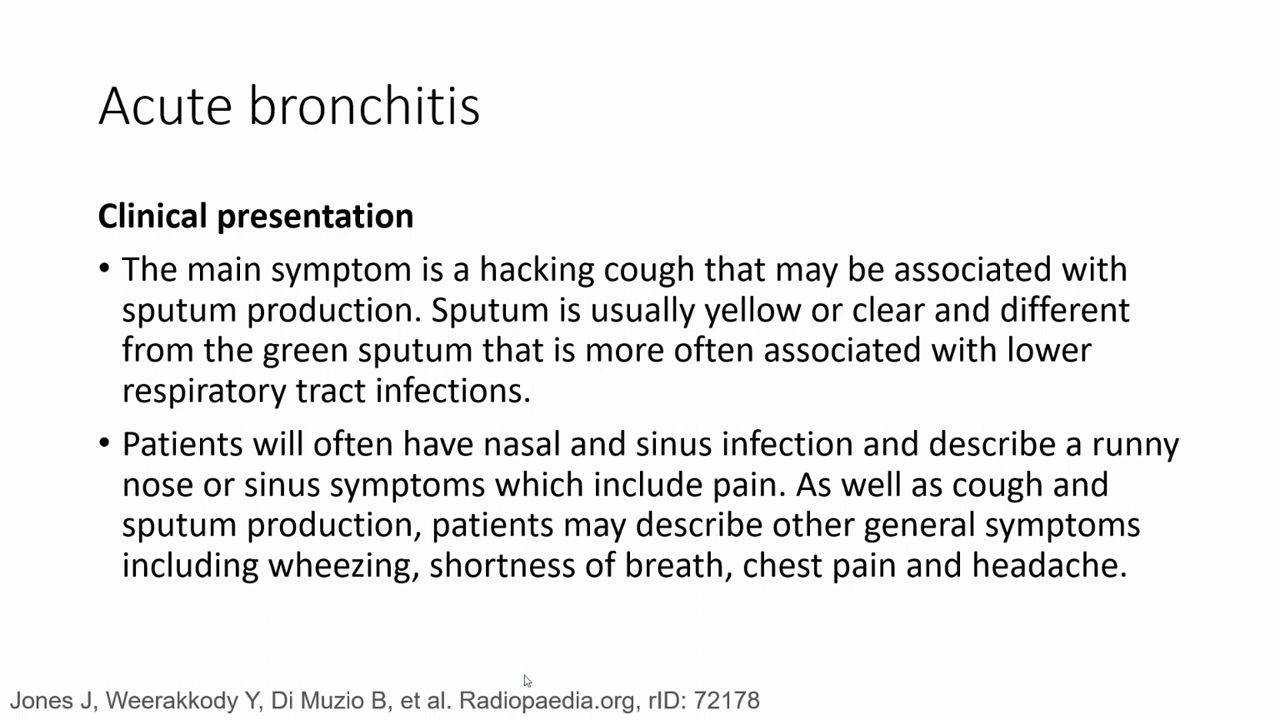 Acute bronchitis
Clinical presentation
• The main symptom is a hacking cough that may be associated with
sputum production. Sputum is usually yellow or clear and different
from the green sputum that is more often associated with lower
respiratory tract infections.
• Patients will often have nasal and sinus infection and describe a runny
nose or sinus symptoms which include pain. As well as cough and
sputum production, patients may describe other general symptoms
including wheezing, shortness of breath, chest pain and headache.
Jones J, Weerakkody Y, Di Muzio B, et al. Radiopaedia.org, rID: 72178